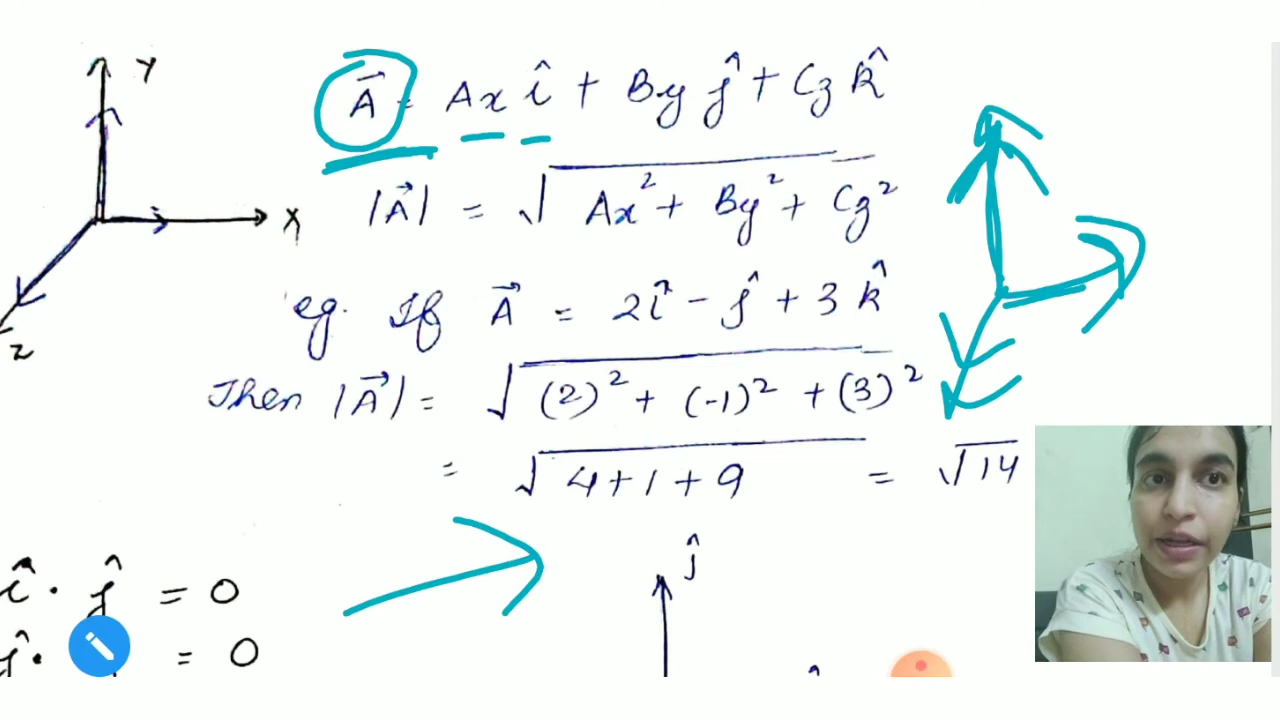 Y
A⃗ = Ax î + By ĵ + Cz k̂
X
|A⃗| = √Ax² + By² + Cz²
eg. If A⃗ = 2î - ĵ + 3 k̂
Z
Then |A⃗| = √(2)² + (-1)² + (3)²
= √4+1+9 = √14
ĵ
î . ĵ = 0
ĵ . = 0